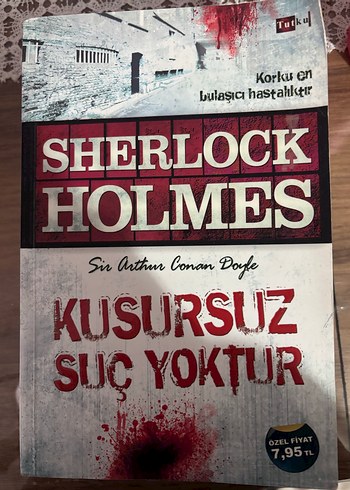 Tutku
Korku en
bulaşıcı hastalıktır
SHERLOCK
HOLMES
Sir Arthur Conan Doyle
KUSURSUZ
SUÇ YOKTUR
ÖZEL FİYAT
7,95 TL